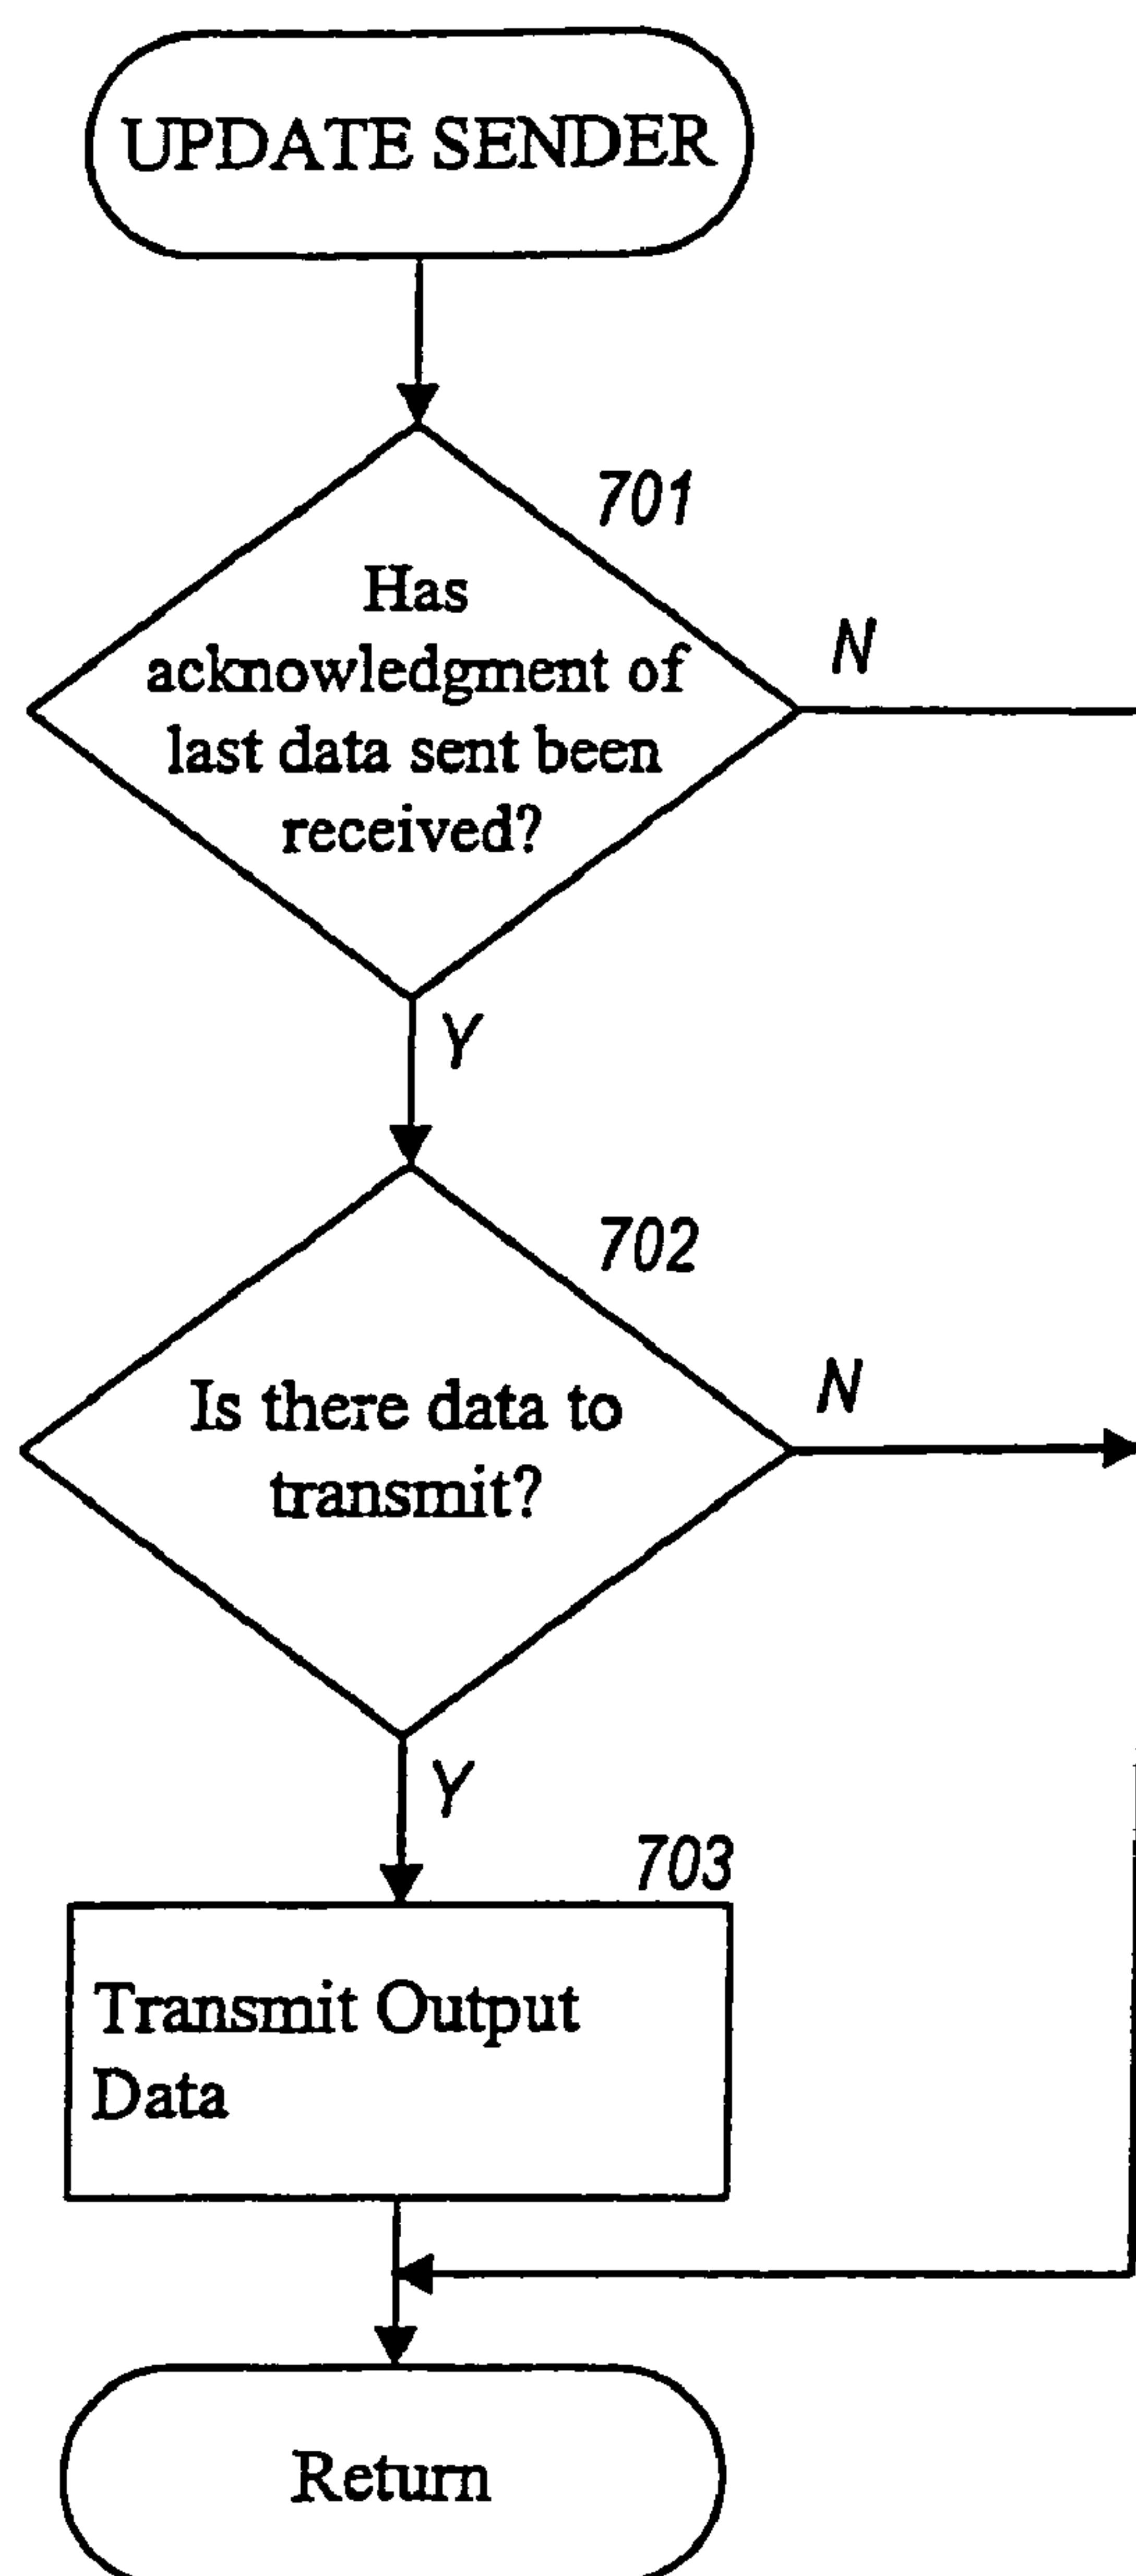 UPDATE SENDER
701
Has
acknowledgment of
last data sent been
received?
N
Y
702
Is there data to
transmit?
N
Y
703
Transmit Output
Data
Return